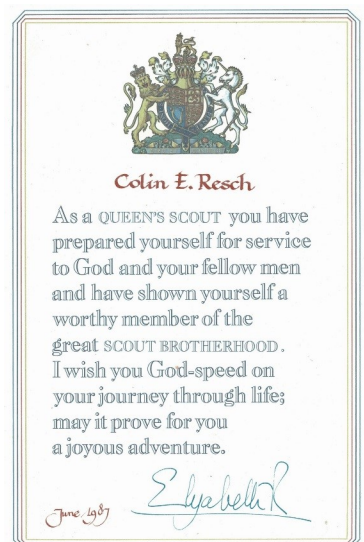 Colin E. Resch
As a QUEEN'S SCOUT you have
prepared yourself for service
to God and your fellow men
and have shown yourself a
worthy member of the
great SCOUT BROTHERHOOD.
I wish you God-speed on
your journey through life;
may it prove for you
a joyous adventure.
Elizabeth R
June, 1987